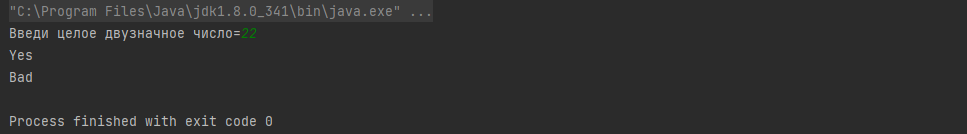 "C:\Program Files\Java\jdk1.8.0_341\bin\java.exe" ...
Введи целое двузначное число=22
Yes
Bad
Process finished with exit code 0